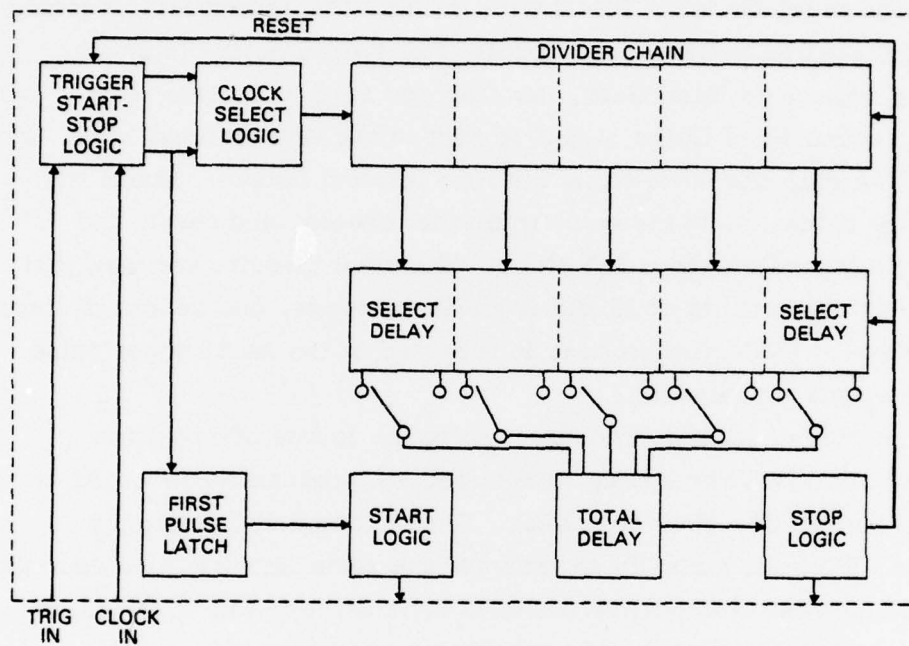 RESET
DIVIDER CHAIN
TRIGGER
START-
STOP
LOGIC
CLOCK
SELECT
LOGIC
SELECT
DELAY
SELECT
DELAY
FIRST
PULSE
LATCH
START
LOGIC
TOTAL
DELAY
STOP
LOGIC
TRIG
IN
CLOCK
IN